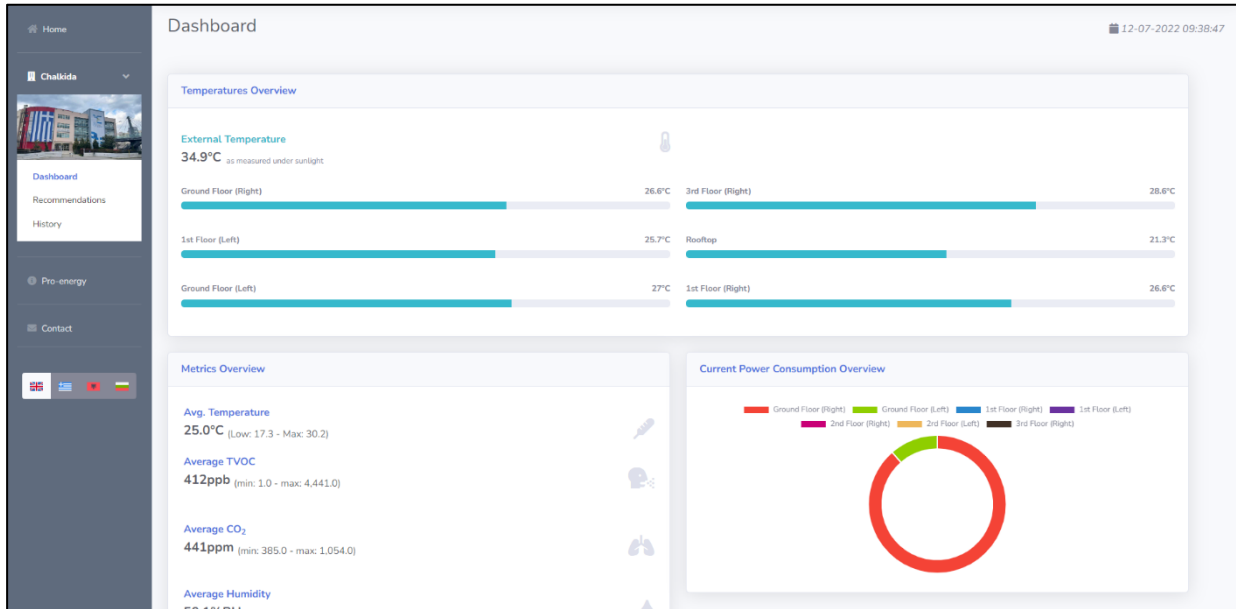 Home
Dashboard
12-07-2022 09:38:47
Chalkida
Dashboard
Recommendations
History
Pro-energy
Contact
Temperatures Overview
External Temperature
34.9°C as measured under sunlight
Ground Floor (Right) 26.6°C
3rd Floor (Right) 28.6°C
1st Floor (Left) 25.7°C
Rooftop 21.3°C
Ground Floor (Left) 27°C
1st Floor (Right) 26.6°C
Metrics Overview
Avg. Temperature
25.0°C (Low: 17.3 - Max: 30.2)
Average TVOC
412ppb (min: 1.0 - max: 4,441.0)
Average CO2
441ppm (min: 385.0 - max: 1,054.0)
Average Humidity
Current Power Consumption Overview
Ground Floor (Right) Ground Floor (Left) 1st Floor (Right) 1st Floor (Left)
2nd Floor (Right) 2nd Floor (Left) 3rd Floor (Right)